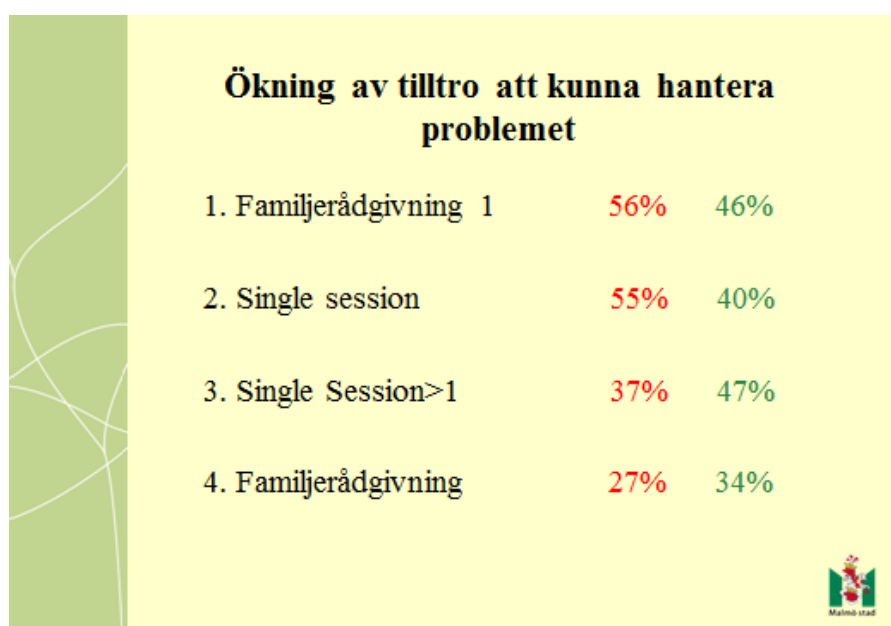 Ökning av tilltro att kunna hantera
problemet
1. Familjerådgivning 1 56% 46%
2. Single session 55% 40%
3. Single Session>1 37% 47%
4. Familjerådgivning 27% 34%
Malmö stad